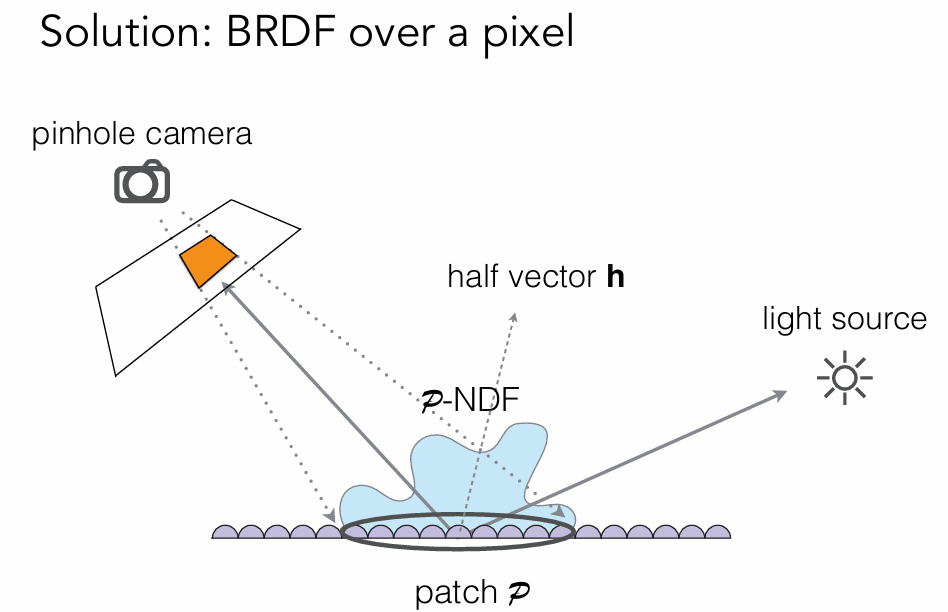 Solution: BRDF over a pixel
pinhole camera
half vector h
light source
𝒫-NDF
patch 𝒫